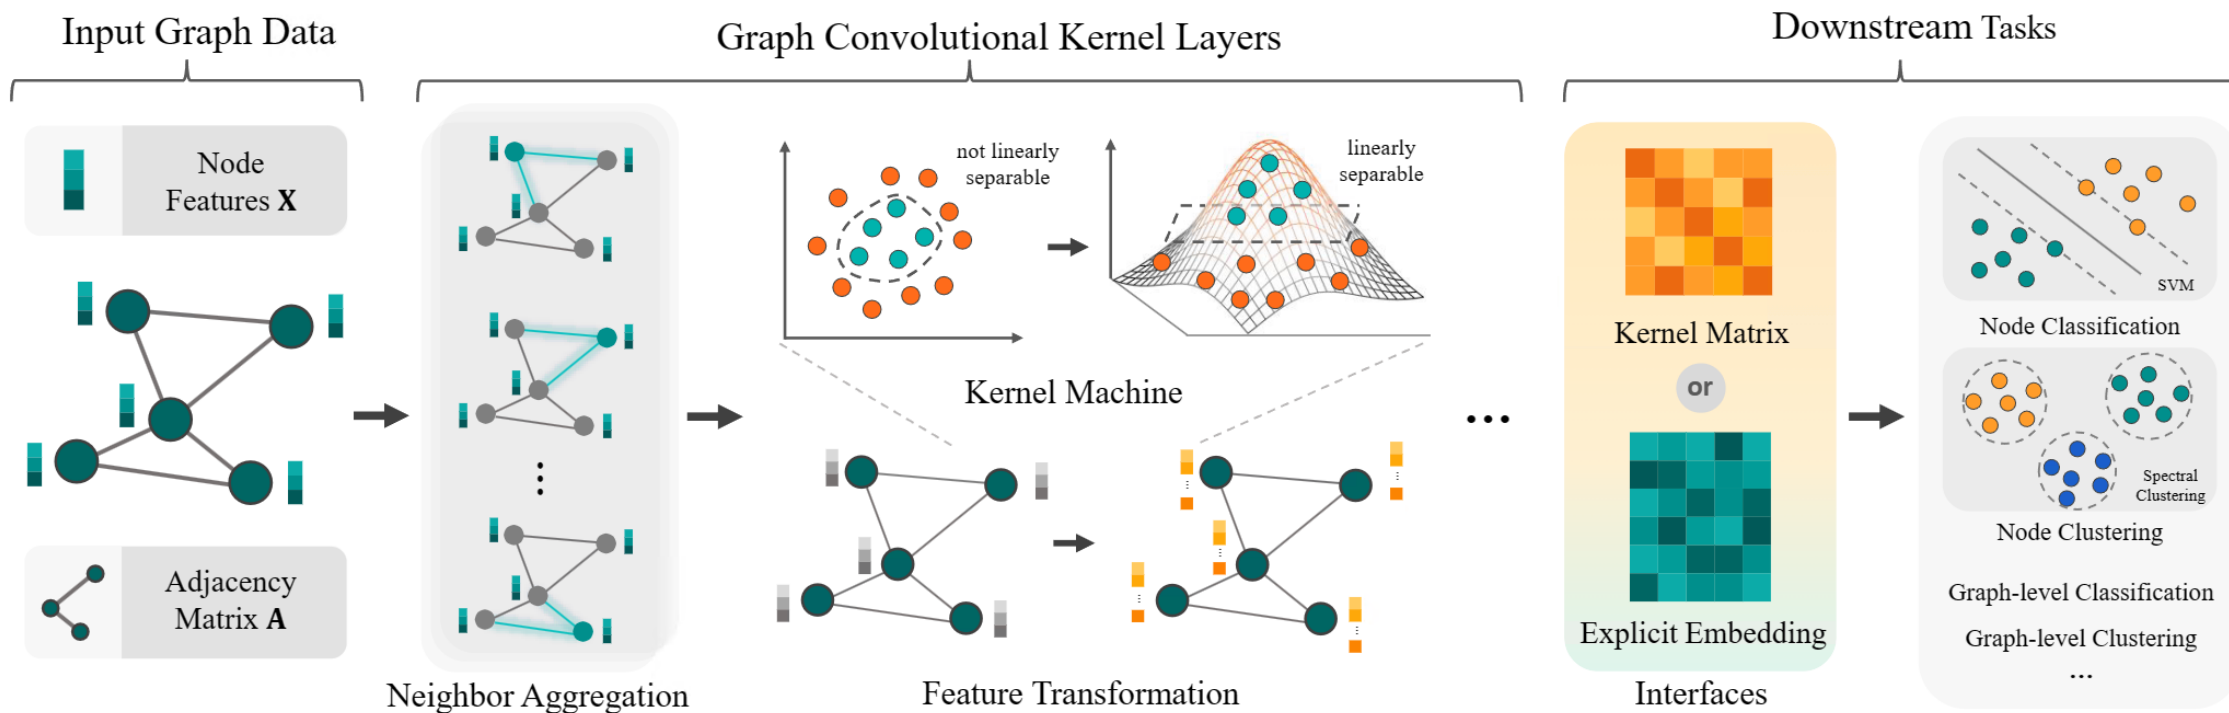 Input Graph Data
Graph Convolutional Kernel Layers
Downstream Tasks
Node
Features X
Adjacency
Matrix A
Neighbor Aggregation
not linearly
separable
linearly
separable
Kernel Machine
Feature Transformation
...
Kernel Matrix
or
Explicit Embedding
Interfaces
SVM
Node Classification
Spectral
Clustering
Node Clustering
Graph-level Classification
Graph-level Clustering
...